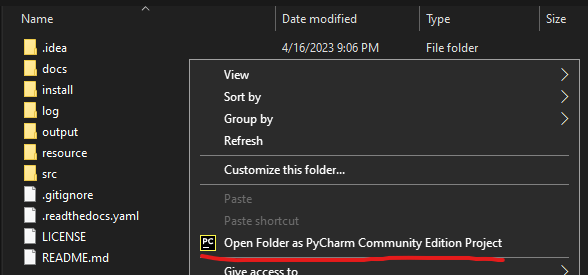 Name Date modified Type Size
.idea 4/16/2023 9:06 PM File folder
docs
install
log
output
resource
src
.gitignore
.readthedocs.yaml
LICENSE
README.md
View
Sort by
Group by
Refresh
Customize this folder...
Paste
Paste shortcut
PC Open Folder as PyCharm Community Edition Project
Give access to